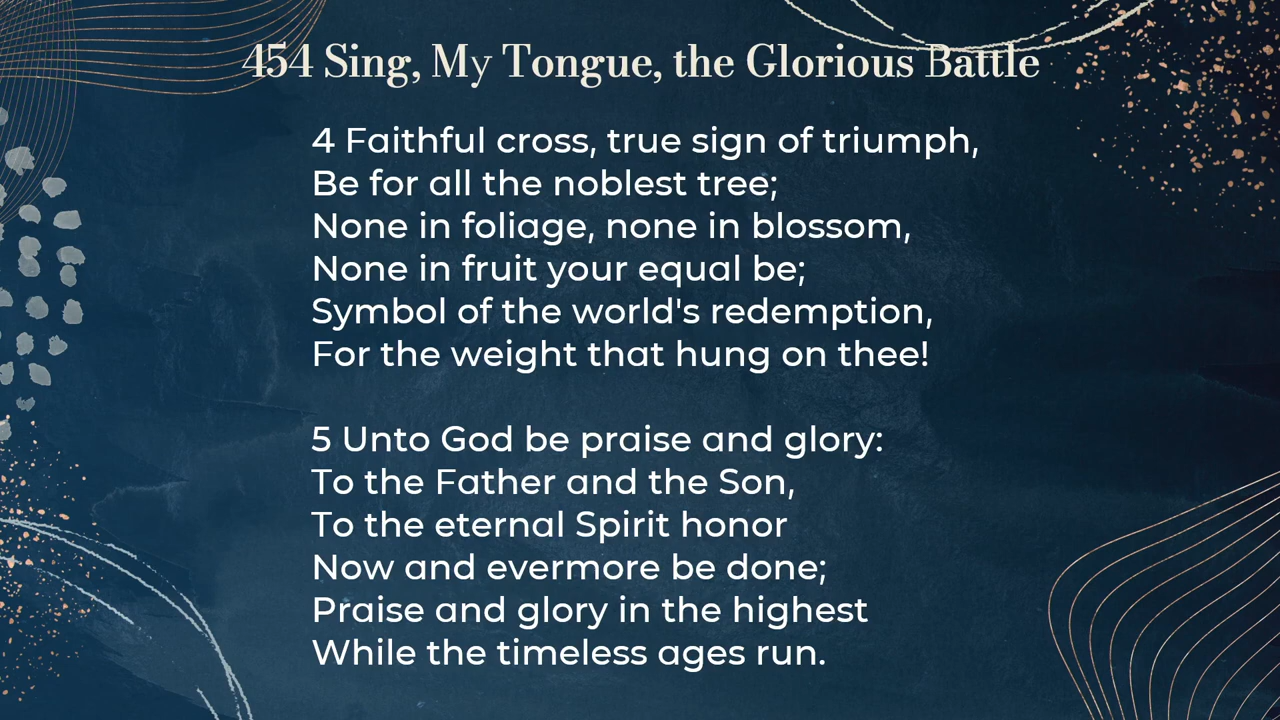 454 Sing, My Tongue, the Glorious Battle
4 Faithful cross, true sign of triumph,
Be for all the noblest tree;
None in foliage, none in blossom,
None in fruit your equal be;
Symbol of the world's redemption,
For the weight that hung on thee!
5 Unto God be praise and glory:
To the Father and the Son,
To the eternal Spirit honor
Now and evermore be done;
Praise and glory in the highest
While the timeless ages run.